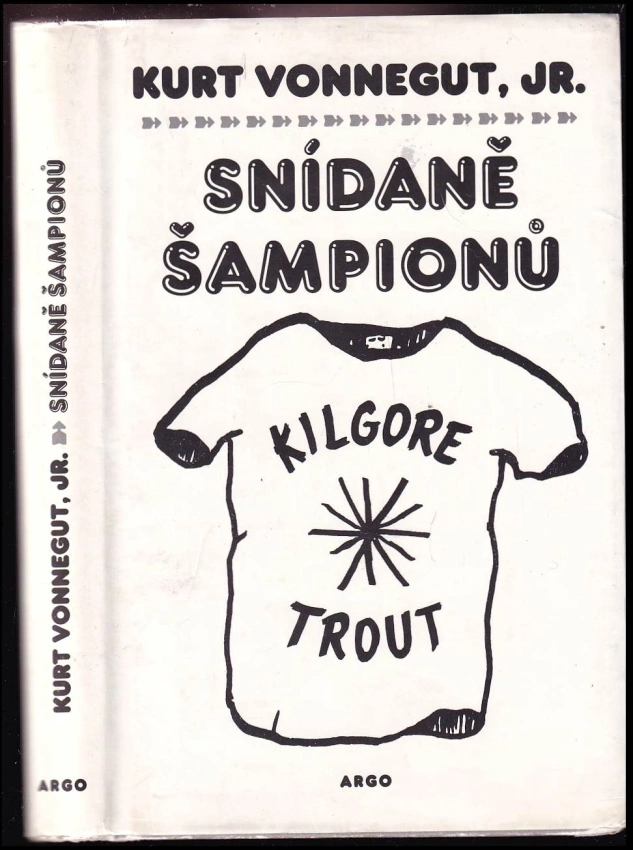 KURT VONNEGUT, JR. SNÍDANĚ ŠAMPIONŮ
ARGO
KURT VONNEGUT, JR.
SNÍDANĚ
ŠAMPIONŮ
KILGORE
TROUT
ARGO